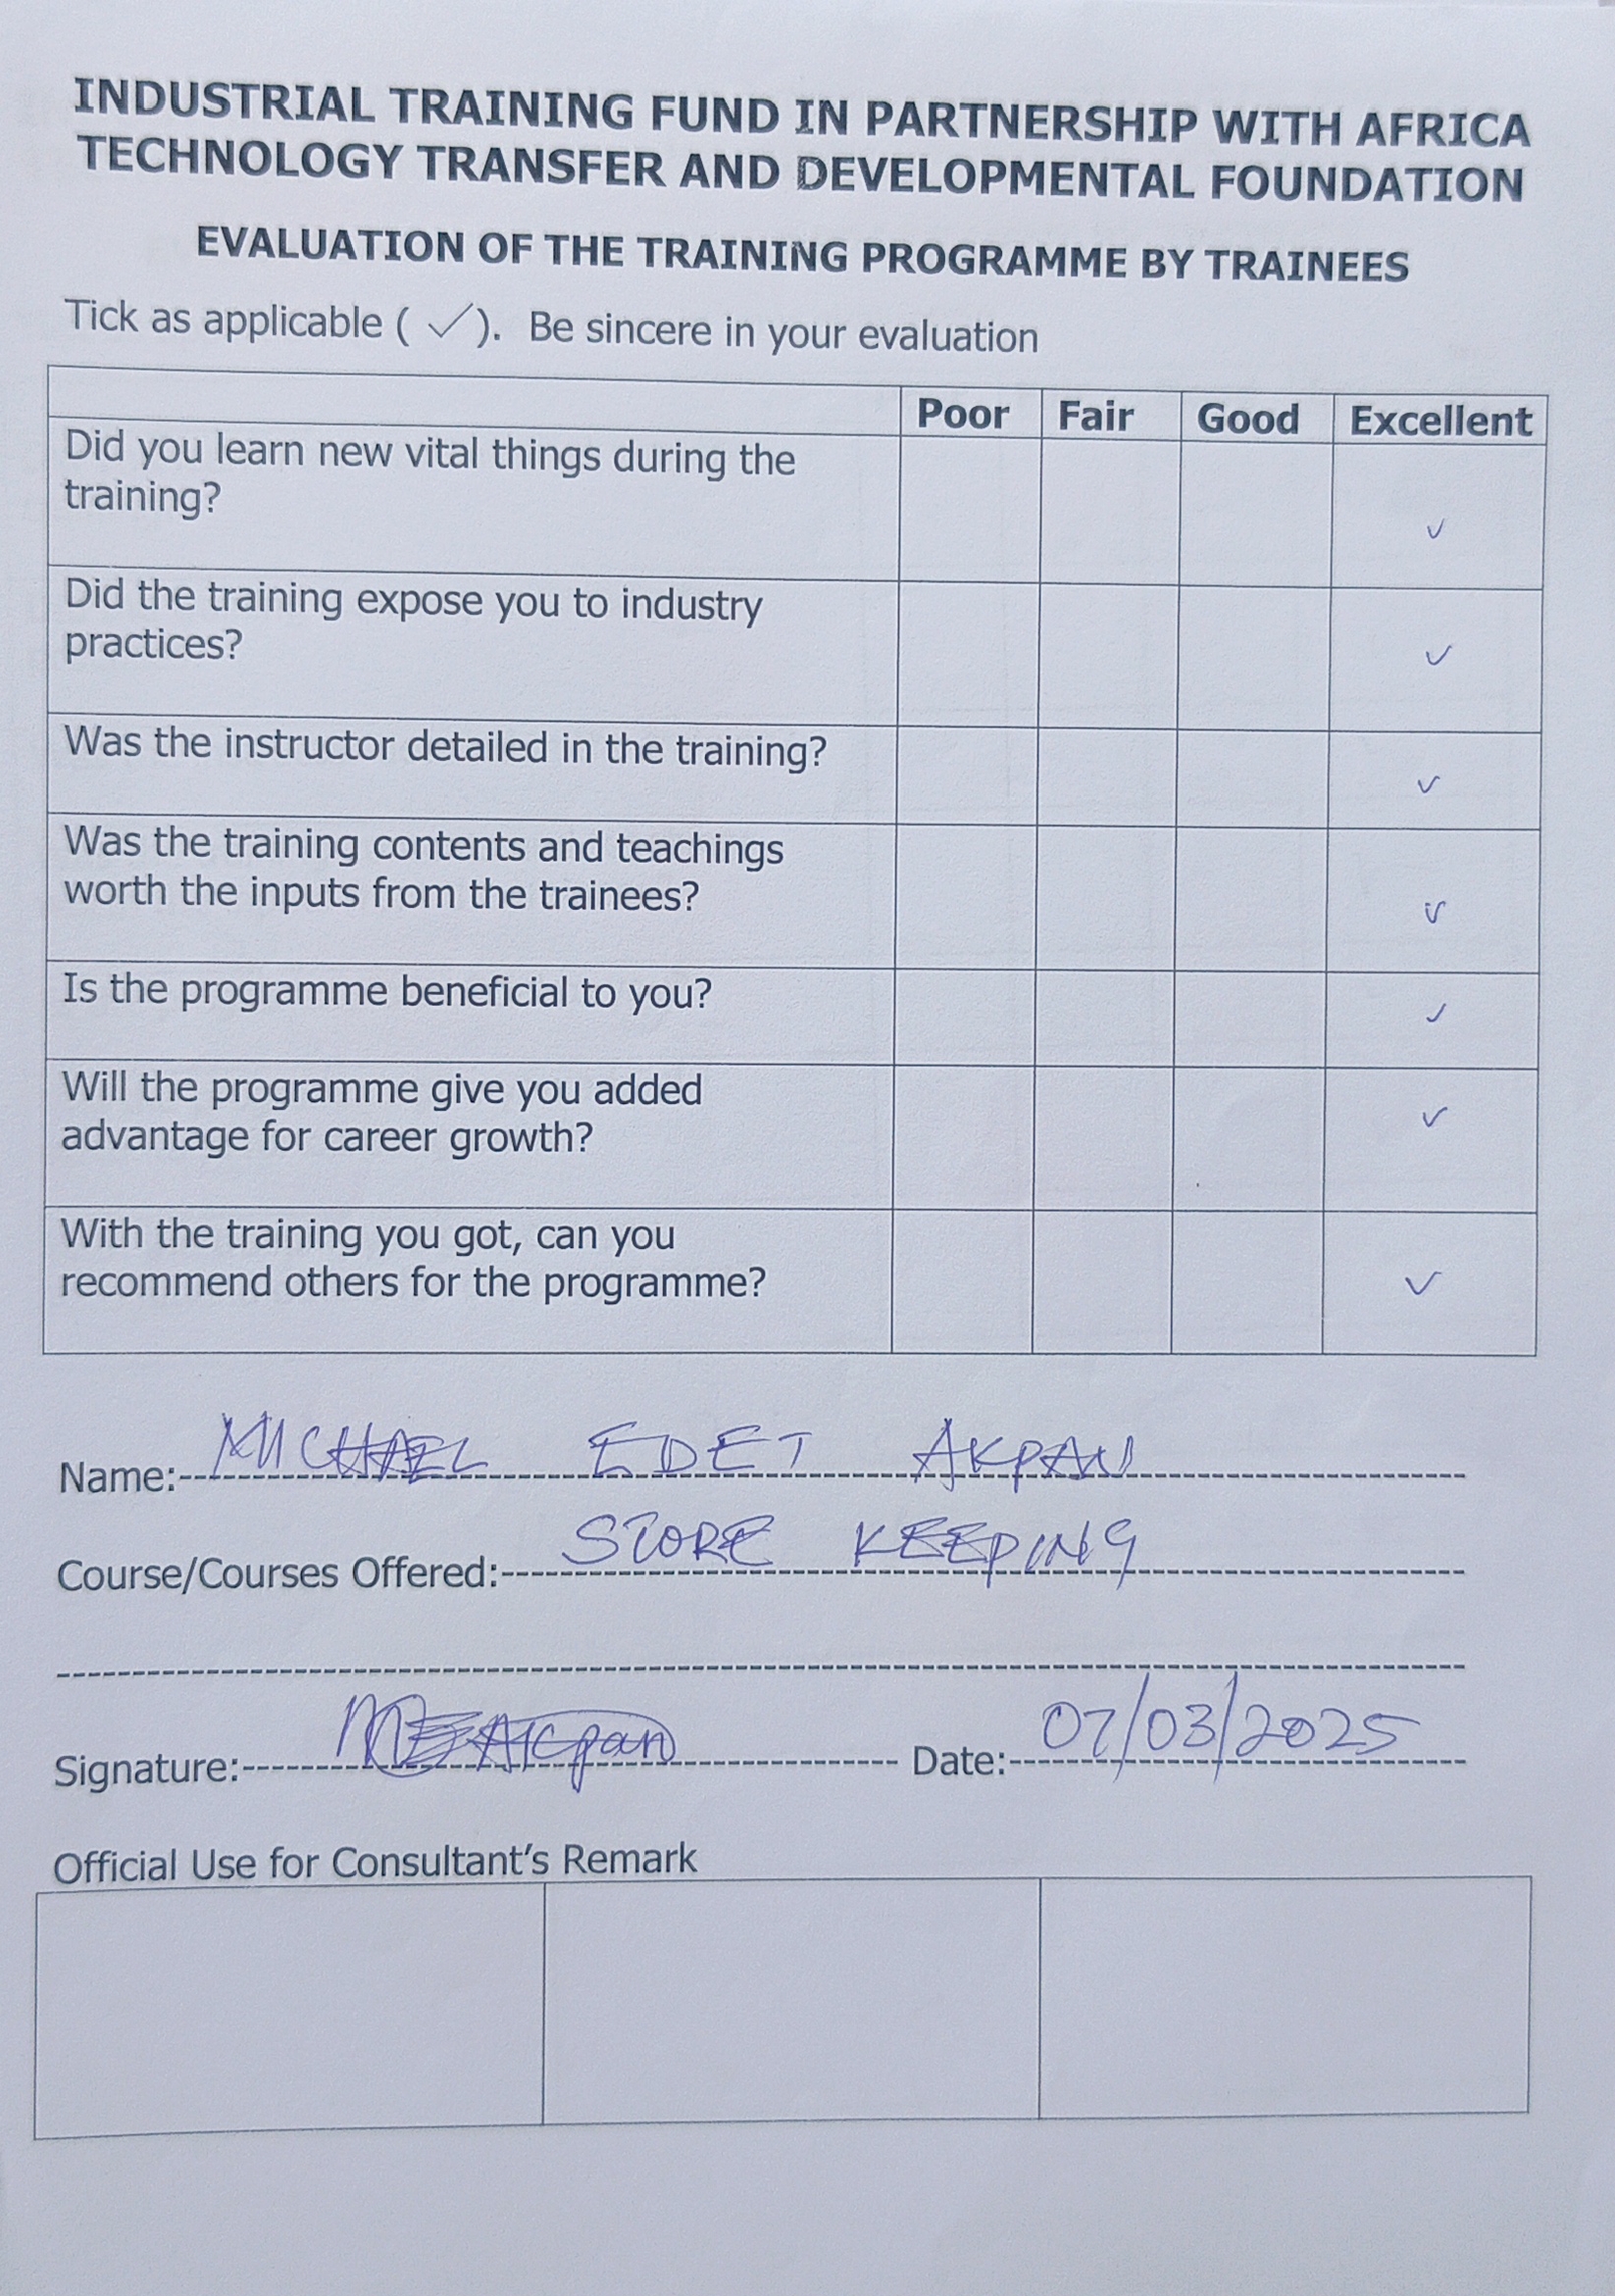 INDUSTRIAL TRAINING FUND IN PARTNERSHIP WITH AFRICA
TECHNOLOGY TRANSFER AND DEVELOPMENTAL FOUNDATION
EVALUATION OF THE TRAINING PROGRAMME BY TRAINEES
Tick as applicable ( ✓ ). Be sincere in your evaluation
Poor Fair Good Excellent
Did you learn new vital things during the
training?
✓
Did the training expose you to industry
practices? ✓
Was the instructor detailed in the training?
✓
Was the training contents and teachings
worth the inputs from the trainees? ✓
Is the programme beneficial to you? ✓
Will the programme give you added
advantage for career growth? ✓
With the training you got, can you
recommend others for the programme? ✓
Name: MICHAEL EDET AKPAN
Course/Courses Offered: STORE KEEPING
Signature: MEAkpan Date: 07/03/2025
Official Use for Consultant's Remark